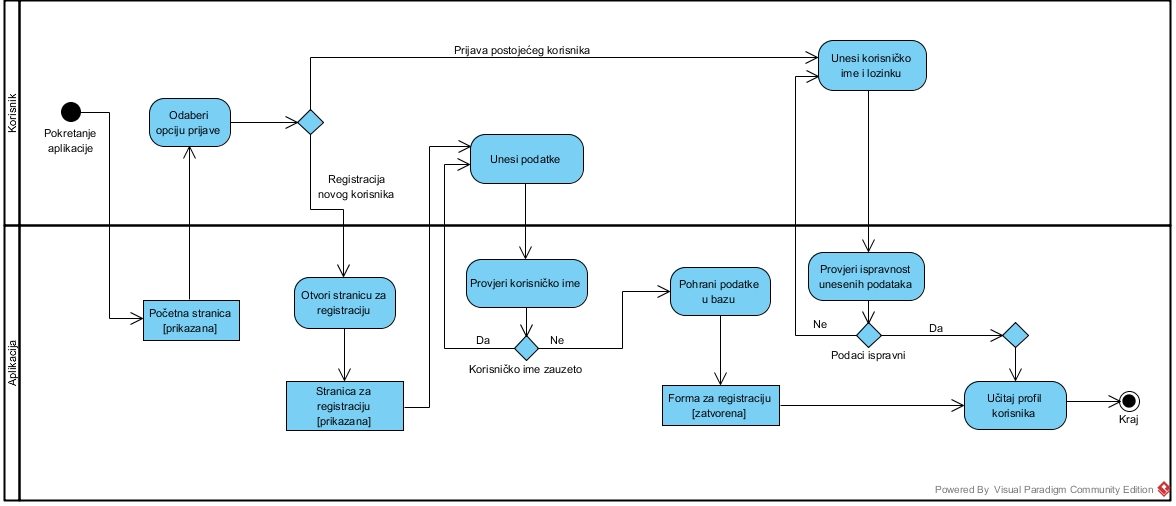 Korisnik
Pokretanje
aplikacije
Odaberi
opciju prijave
Prijava postojećeg korisnika
Registracija
novog korisnika
Unesi podatke
Unesi korisničko
ime i lozinku
Aplikacija
Početna stranica
[prikazana]
Otvori stranicu za
registraciju
Stranica za
registraciju
[prikazana]
Provjeri korisničko ime
Da
Ne
Korisničko ime zauzeto
Pohrani podatke
u bazu
Forma za registraciju
[zatvorena]
Provjeri ispravnost
unesenih podataka
Ne
Da
Podaci ispravni
Učitaj profil
korisnika
Kraj
Powered By Visual Paradigm Community Edition